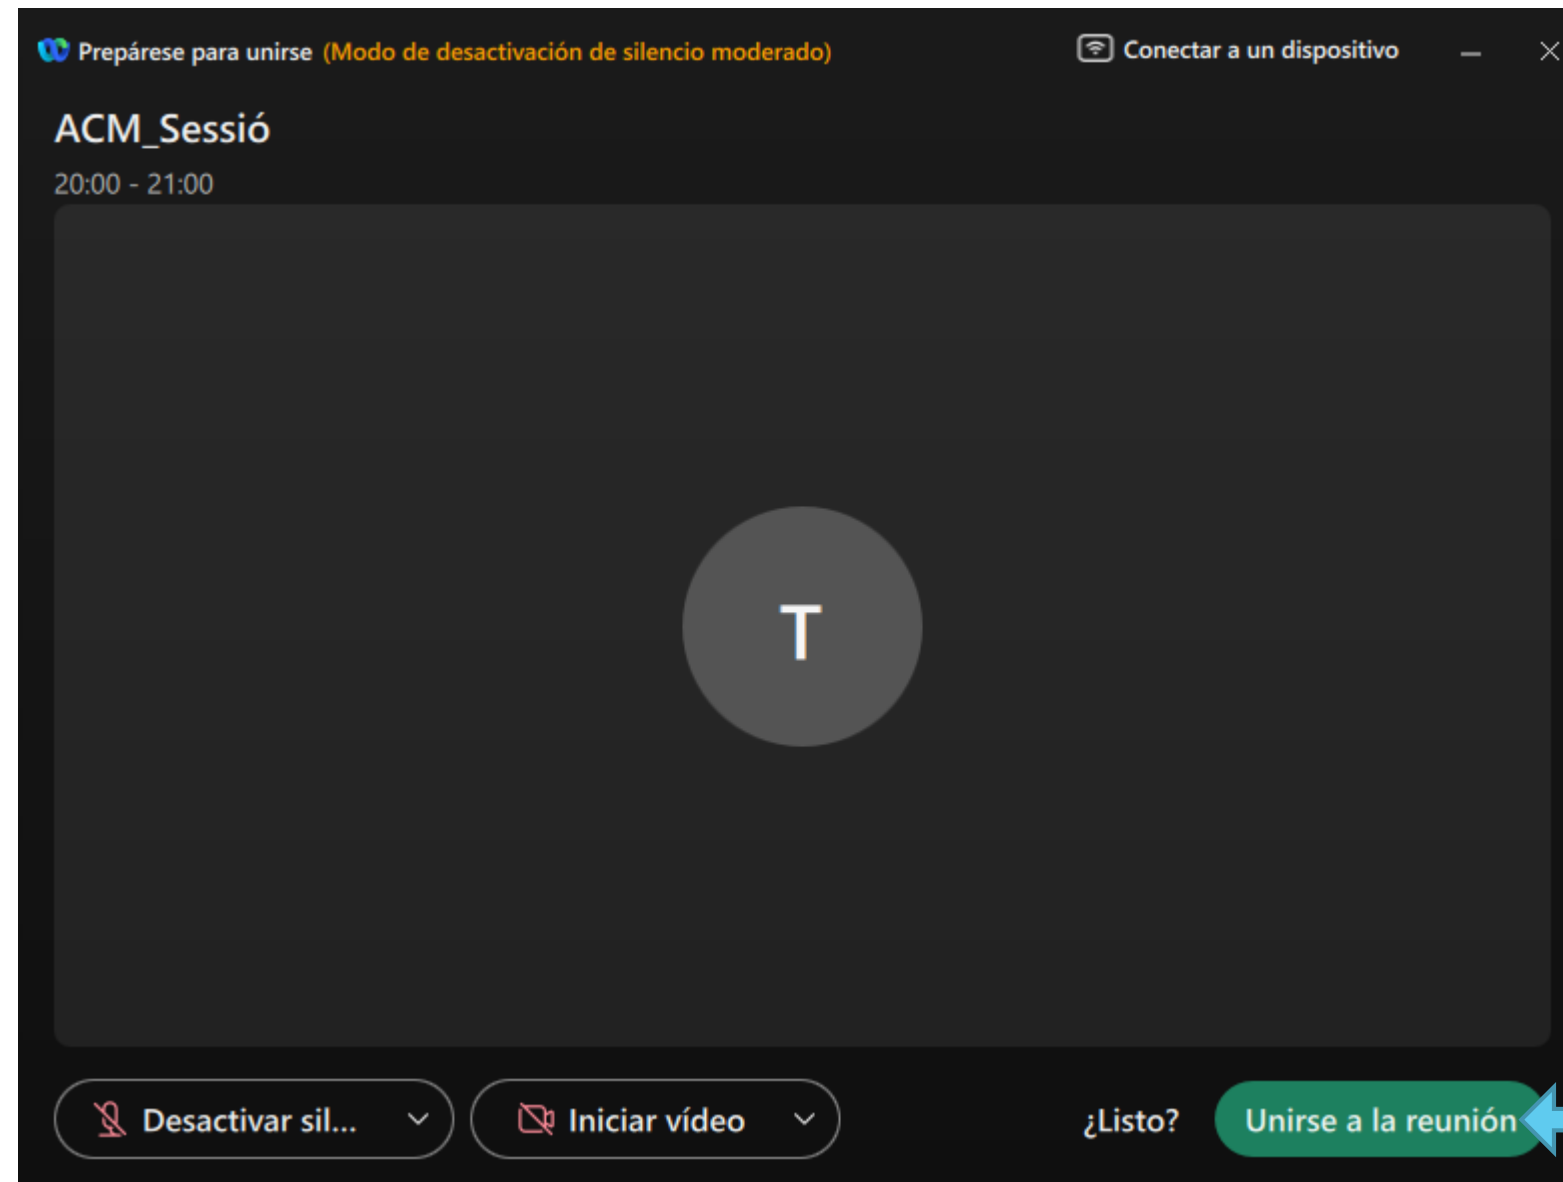 Prepárese para unirse (Modo de desactivación de silencio moderado)
Conectar a un dispositivo
ACM_Sessió
20:00 - 21:00
T
Desactivar sil...
Iniciar vídeo
¿Listo?
Unirse a la reunión